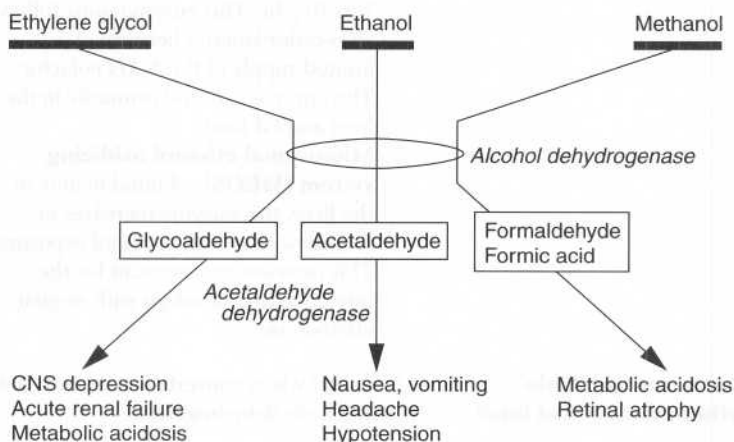 Ethylene glycol
Ethanol
Methanol
Alcohol dehydrogenase
Glycoaldehyde
Acetaldehyde
Formaldehyde
Formic acid
Acetaldehyde
dehydrogenase
CNS depression
Acute renal failure
Metabolic acidosis
Nausea, vomiting
Headache
Hypotension
Metabolic acidosis
Retinal atrophy